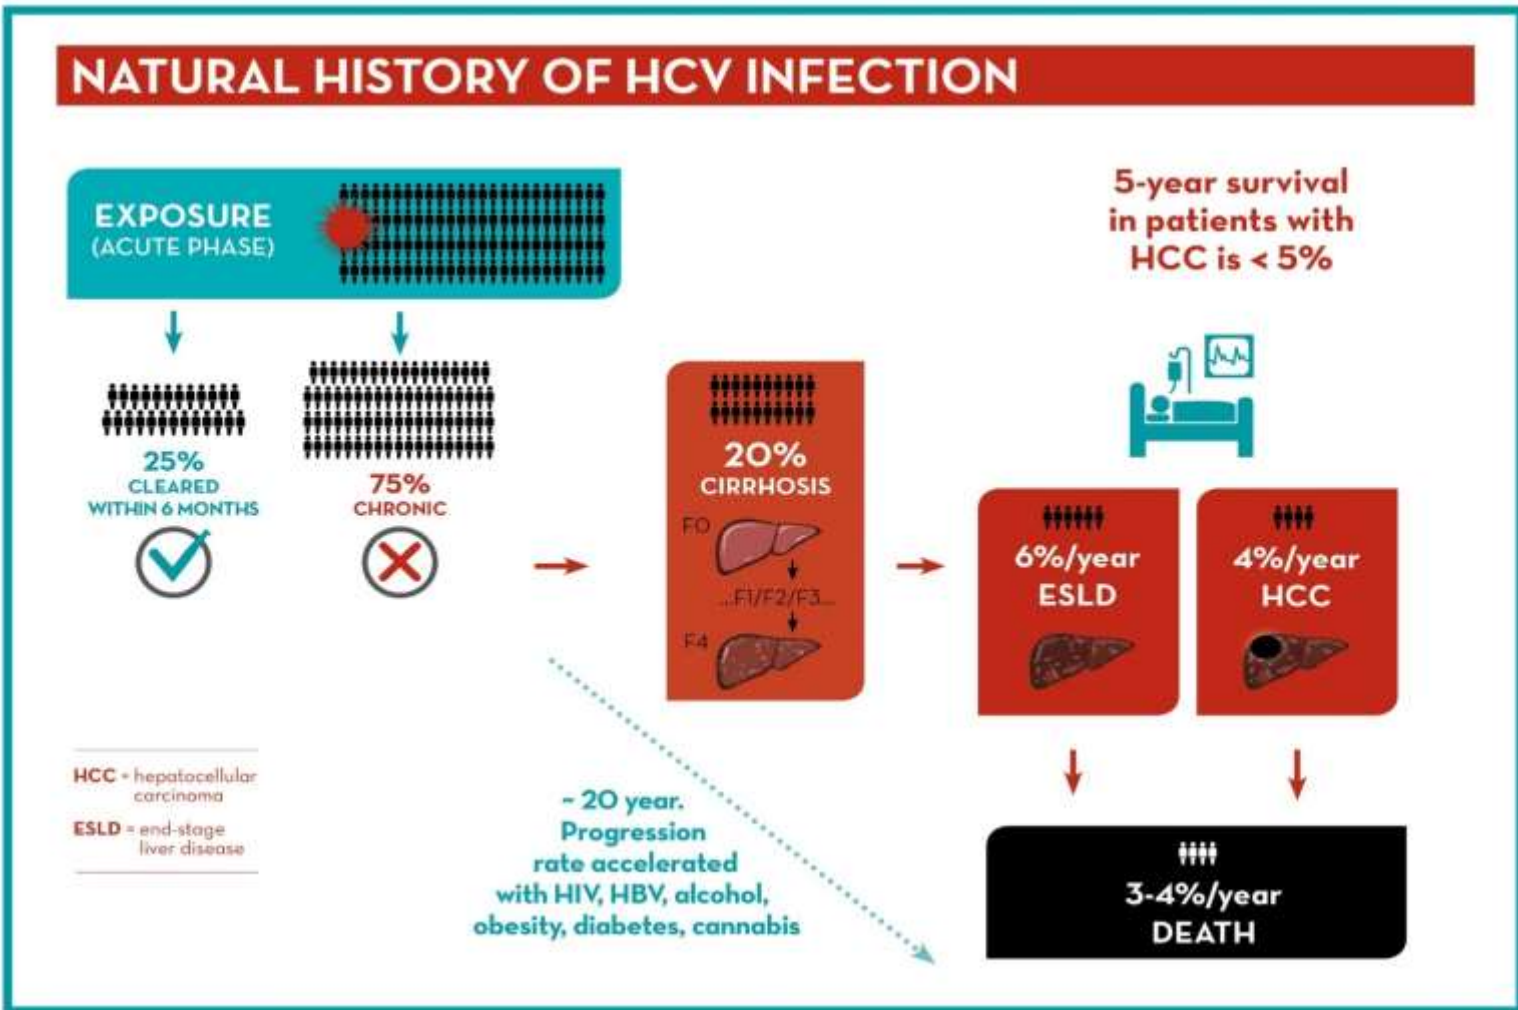 NATURAL HISTORY OF HCV INFECTION
EXPOSURE
(ACUTE PHASE)
25%
CLEARED
WITHIN 6 MONTHS
75%
CHRONIC
20%
CIRRHOSIS
F0
...F1/F2/F3...
F4
5-year survival
in patients with
HCC is < 5%
6%/year
ESLD
4%/year
HCC
3-4%/year
DEATH
~ 20 year.
Progression
rate accelerated
with HIV, HBV, alcohol,
obesity, diabetes, cannabis
HCC = hepatocellular
carcinoma
ESLD = end-stage
liver disease